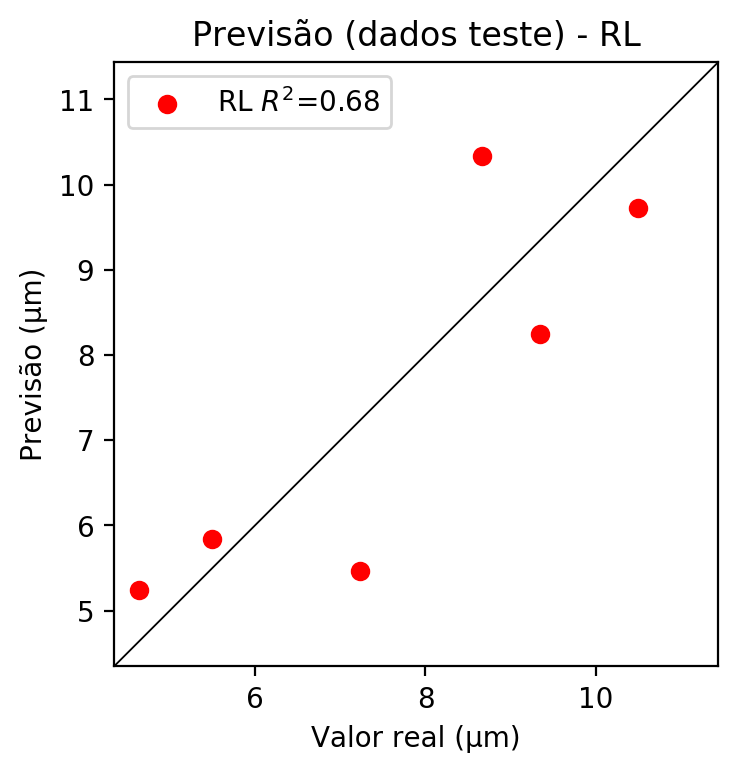 Previsão (dados teste) - RL
RL R²=0.68
Previsão (µm)
11
10
9
8
7
6
5
6
8
10
Valor real (µm)